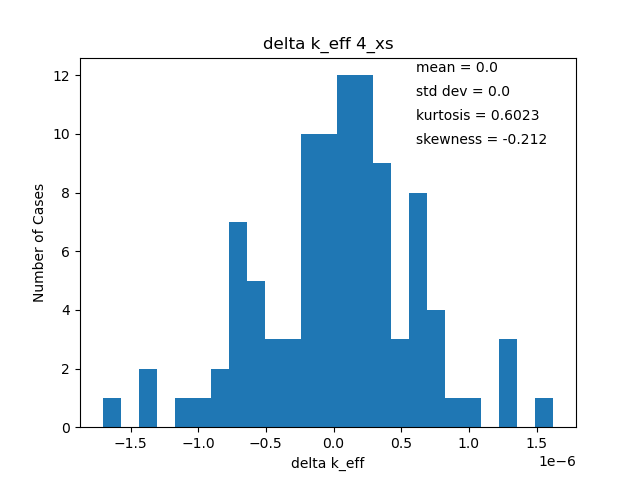 delta k_eff 4_xs
mean = 0.0
std dev = 0.0
kurtosis = 0.6023
skewness = -0.212
12
10
8
6
4
2
0
Number of Cases
−1.5 −1.0 −0.5 0.0 0.5 1.0 1.5
1e−6
delta k_eff